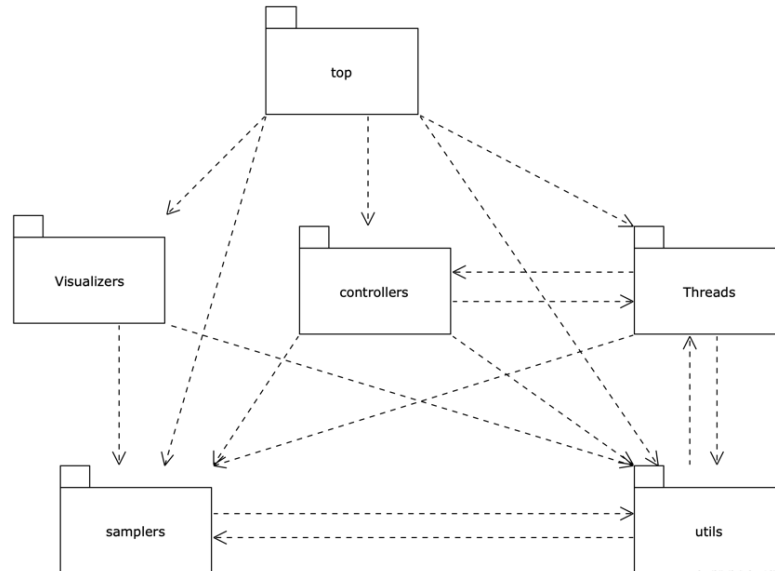 top
Visualizers
controllers
Threads
samplers
utils